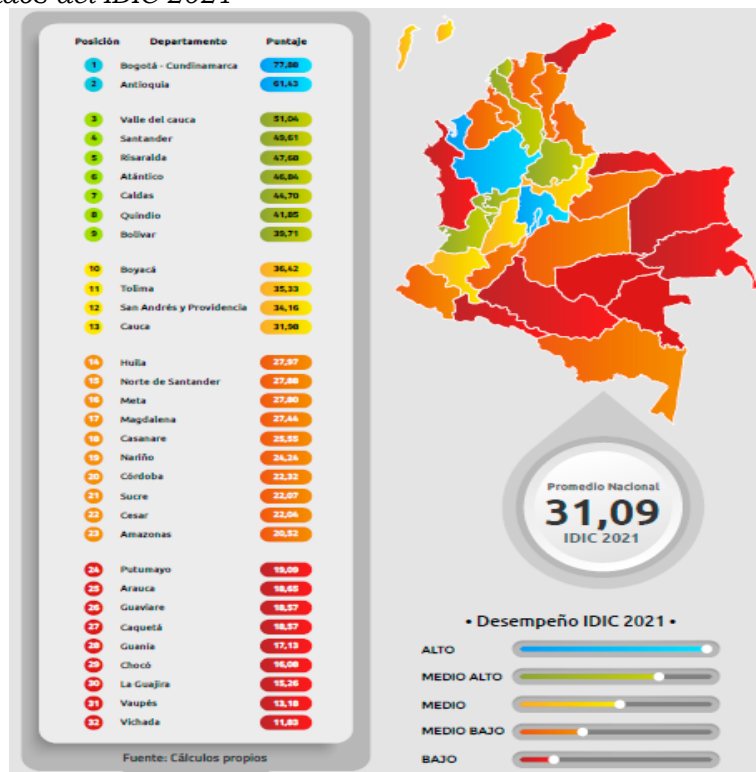 Posición Departamento Puntaje
1 Bogotá - Cundinamarca 77,88
2 Antioquia 61,43
3 Valle del cauca 51,04
4 Santander 49,61
5 Risaralda 47,68
6 Atántico 46,84
7 Caldas 44,70
8 Quindio 41,85
9 Bolivar 39,71
10 Boyacá 36,42
11 Tolima 35,33
12 San Andrés y Providencia 34,16
13 Cauca 31,98
14 Huila 27,97
15 Norte de Santander 27,88
16 Meta 27,80
17 Magdalena 27,44
18 Casanare 25,55
19 Nariño 24,24
20 Córdoba 22,32
21 Sucre 22,07
22 Cesar 22,04
23 Amazonas 20,52
24 Putumayo 19,09
25 Arauca 18,65
26 Guaviare 18,57
27 Caquetá 18,57
28 Guanía 17,13
29 Chocó 16,08
30 La Guajira 15,26
31 Vaupés 13,18
32 Vichada 11,83
Fuente: Cálculos propios
Promedio Nacional
31,09
IDIC 2021
• Desempeño IDIC 2021 •
ALTO
MEDIO ALTO
MEDIO
MEDIO BAJO
BAJO